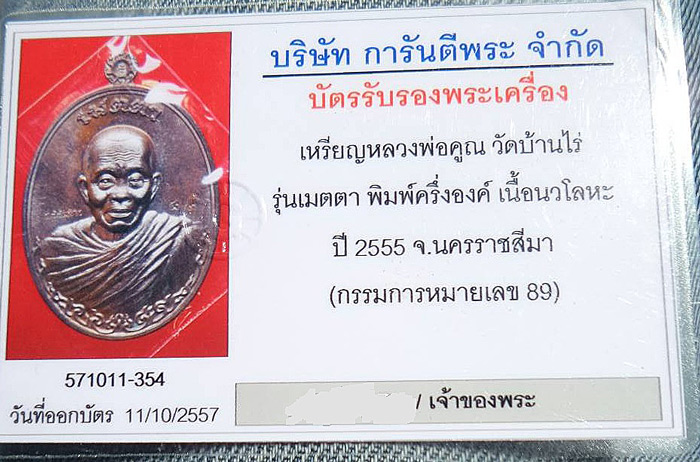 บริษัท การันตีพระ จำกัด
บัตรรับรองพระเครื่อง
เหรียญหลวงพ่อคูณ วัดบ้านไร่
รุ่นเมตตา พิมพ์ครึ่งองค์ เนื้อนวโลหะ
ปี 2555 จ.นครราชสีมา
(กรรมการหมายเลข 89)
571011-354
วันที่ออกบัตร 11/10/2557
/ เจ้าของพระ